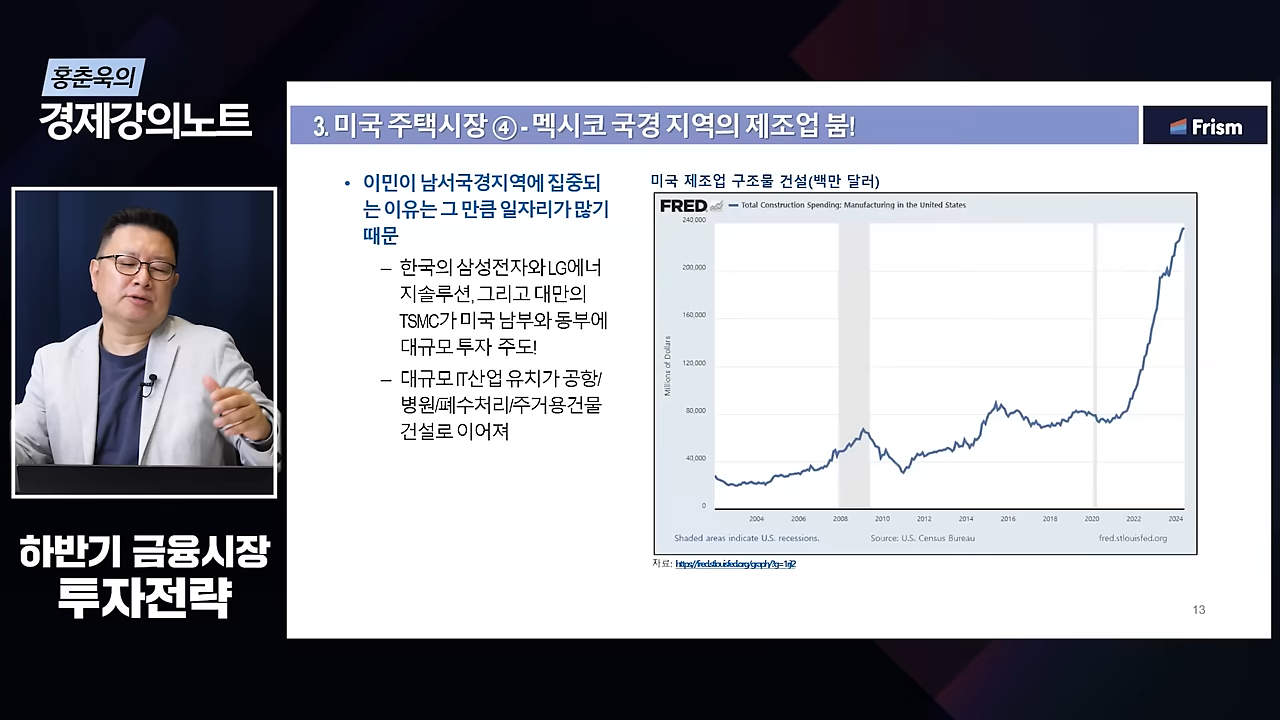 홍춘욱의
경제강의노트
하반기 금융시장
투자전략
3. 미국 주택시장 ④ - 멕시코 국경 지역의 제조업 붐!
Frism
• 이민이 남서국경지역에 집중되
는 이유는 그 만큼 일자리가 많기
때문
– 한국의 삼성전자와 LG에너
지솔루션, 그리고 대만의
TSMC가 미국 남부와 동부에
대규모 투자 주도!
– 대규모 IT산업 유치가 공항/
병원/폐수처리/주거용건물
건설로 이어져
미국 제조업 구조물 건설(백만 달러)
FRED — Total Construction Spending: Manufacturing in the United States
240,000
200,000
160,000
120,000
80,000
40,000
0
Millions of Dollars
2004 2006 2008 2010 2012 2014 2016 2018 2020 2022 2024
Shaded areas indicate U.S. recessions. Source: U.S. Census Bureau fred.stlouisfed.org
자료:
13